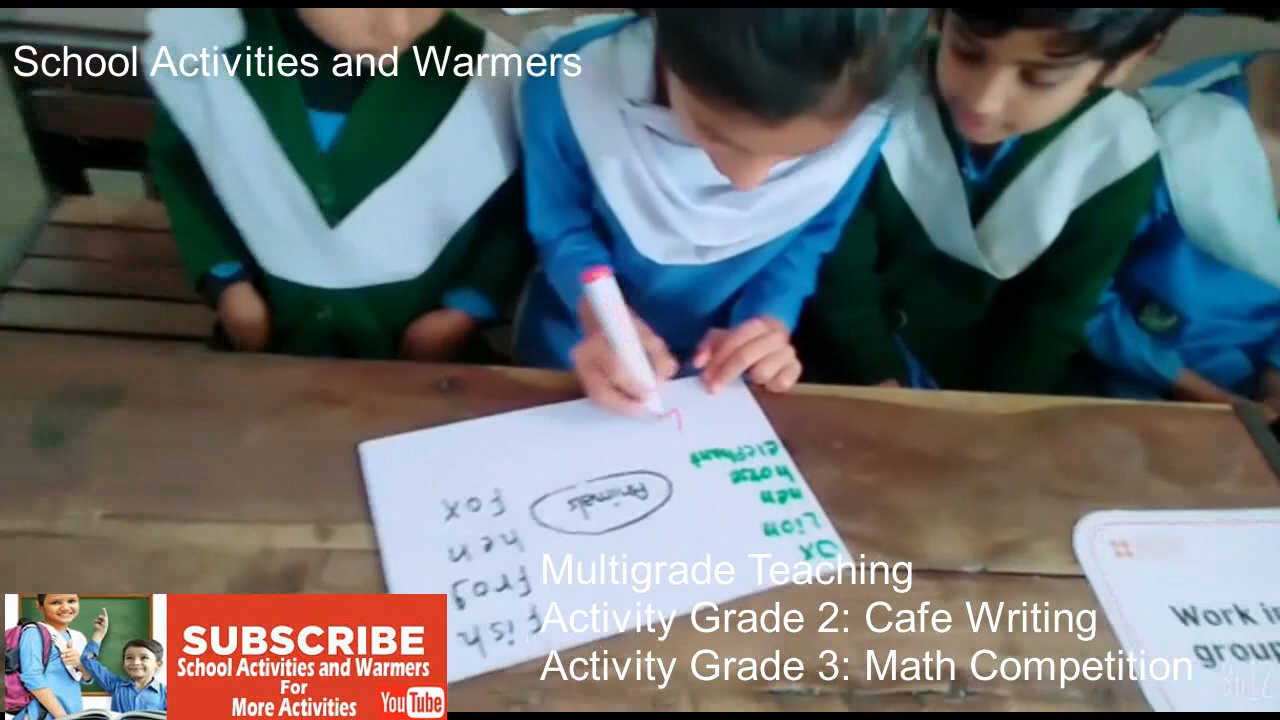 School Activities and Warmers
Elephant
horse
hen
Lion
Ox
Animals
Fox
hen
frog
fish
Work in
group
Multigrade Teaching
Activity Grade 2: Cafe Writing
Activity Grade 3: Math Competition
SUBSCRIBE
School Activities and Warmers
For
More Activities
YouTube